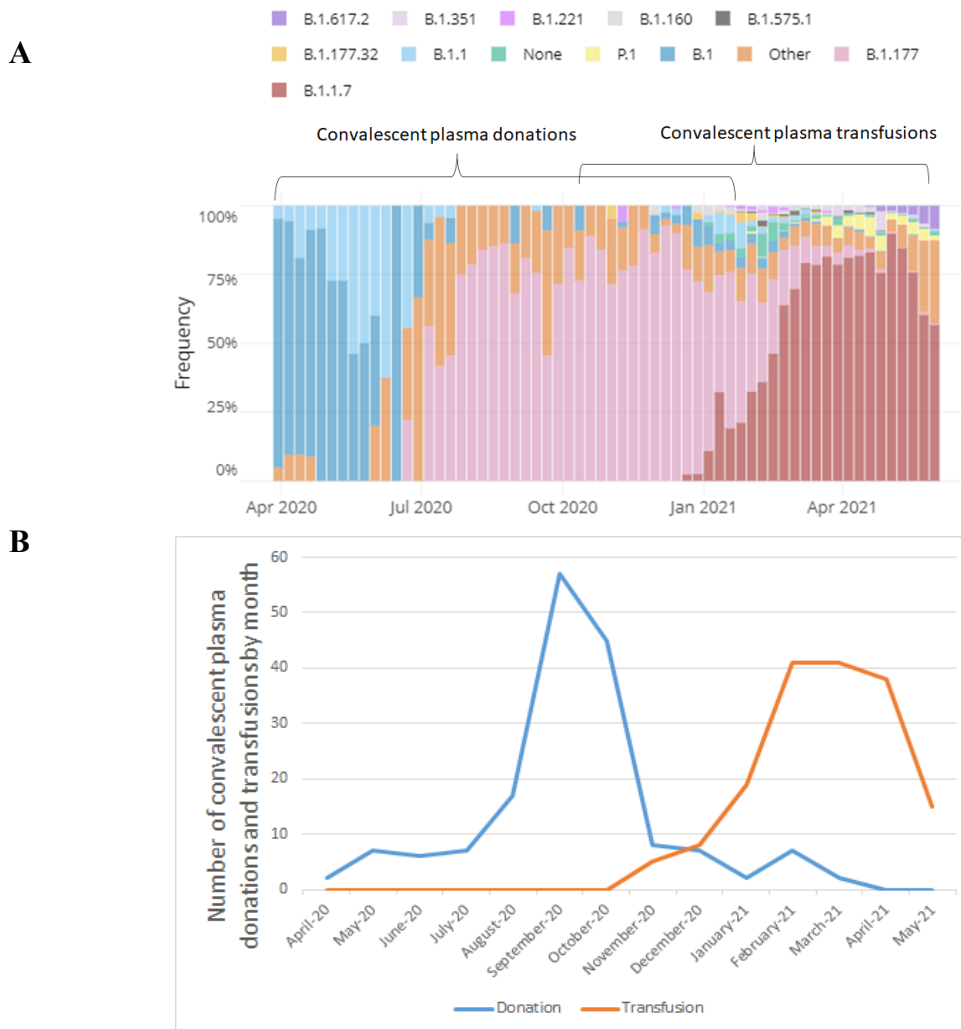 A
B.1.617.2 B.1.351 B.1.221 B.1.160 B.1.575.1
B.1.177.32 B.1.1 None P.1 B.1 Other B.1.177
B.1.1.7
Convalescent plasma donations Convalescent plasma transfusions
Frequency
100%
75%
50%
25%
0%
Apr 2020 Jul 2020 Oct 2020 Jan 2021 Apr 2021
B
Number of convalescent plasma
donations and transfusions by month
60
50
40
30
20
10
0
April-20 May-20 June-20 July-20 August-20 September-20 October-20 November-20 December-20 January-21 February-21 March-21 April-21 May-21
Donation Transfusion